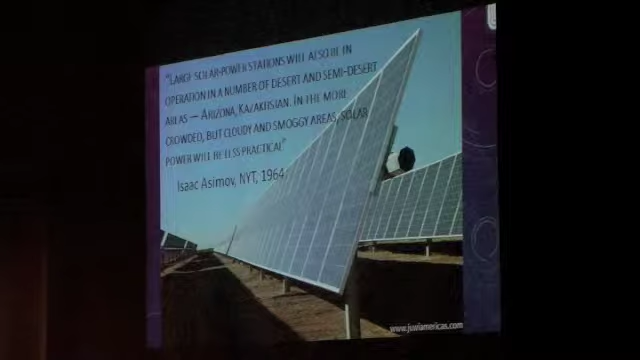 "LARGE SOLAR-POWER STATIONS WILL ALSO BE IN
OPERATION IN A NUMBER OF DESERT AND SEMI-DESERT
AREAS — ARIZONA, KAZAKHSTAN. IN THE MORE
CROWDED, BUT CLOUDY AND SMOGGY AREAS, SOLAR
POWER WILL BE LESS PRACTICAL"
Isaac Asimov, NYT, 1964
www.juwiamericas.com